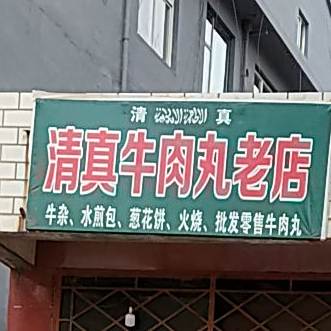 清 真
清真牛肉丸老店
牛杂、水煎包、葱花饼、火烧、批发零售牛肉丸